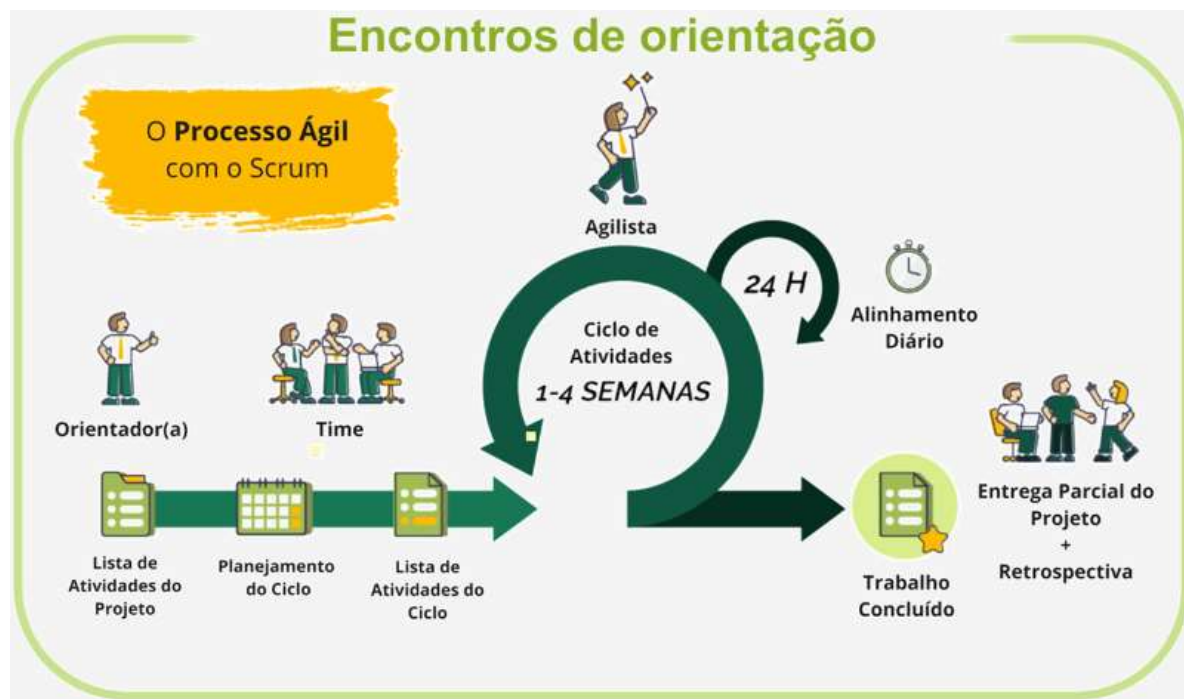 Encontros de orientação
O Processo Ágil
com o Scrum
Agilista
24 H
Alinhamento
Diário
Ciclo de
Atividades
1-4 SEMANAS
Orientador(a)
Time
Lista de
Atividades do
Projeto
Planejamento
do Ciclo
Lista de
Atividades do
Ciclo
Trabalho
Concluído
Entrega Parcial do
Projeto
+
Retrospectiva